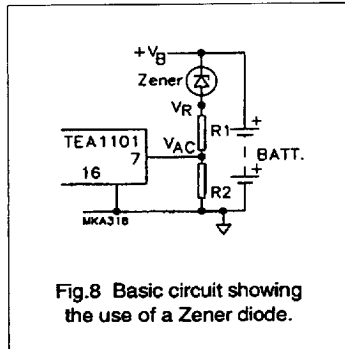 +VB
Zener
VR
R1
+
TEA1101
VAC
7
BATT.
16
R2
+
MKA318
Fig.8 Basic circuit showing
the use of a Zener diode.